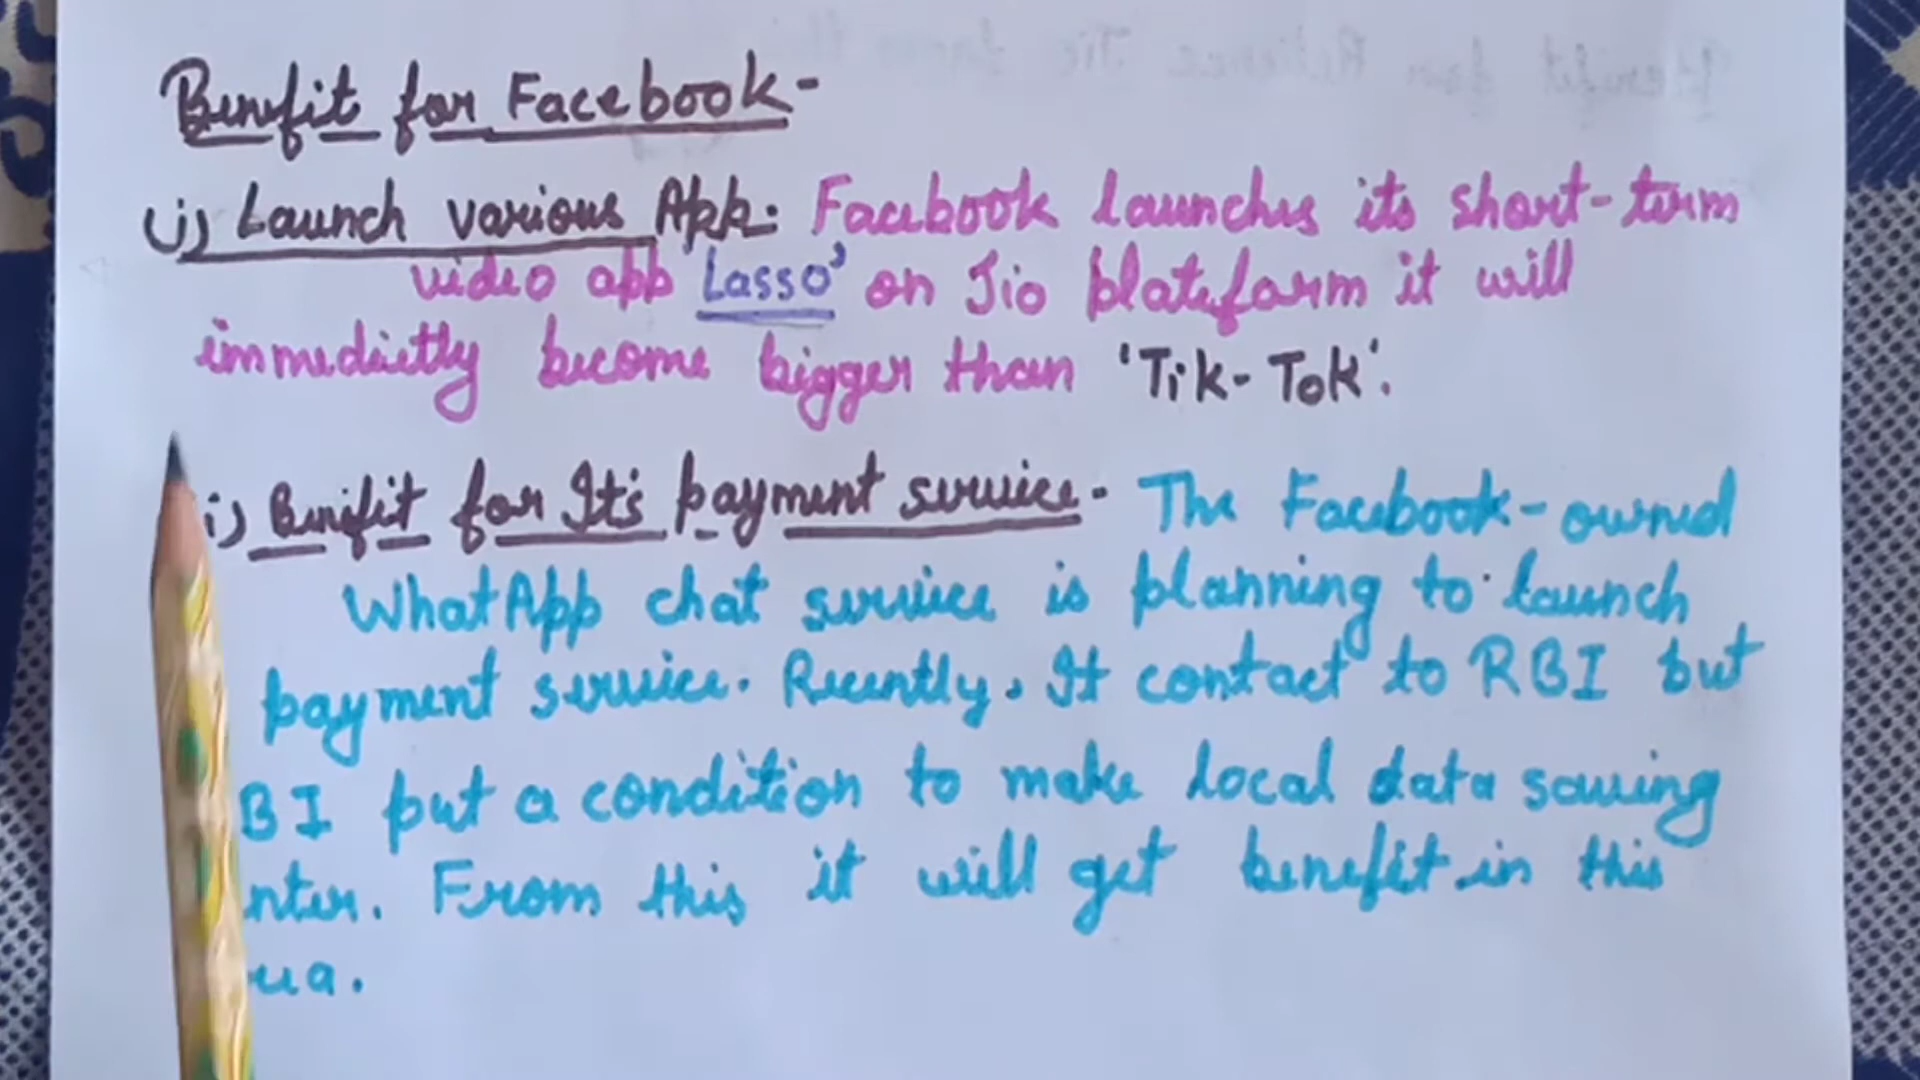 Benefit for Facebook-
(i) Launch various App. Facebook launches its short-term
video app 'Lasso' on Jio plateform it will
immedietly become bigger than 'Tik-Tok'.
i) Benifit for It's payment service- The Facebook-owned
WhatApp chat service is planning to launch
payment service. Recently, It contact to RBI but
BI put a condition to make local data saving
nter. From this it will get benefit in this